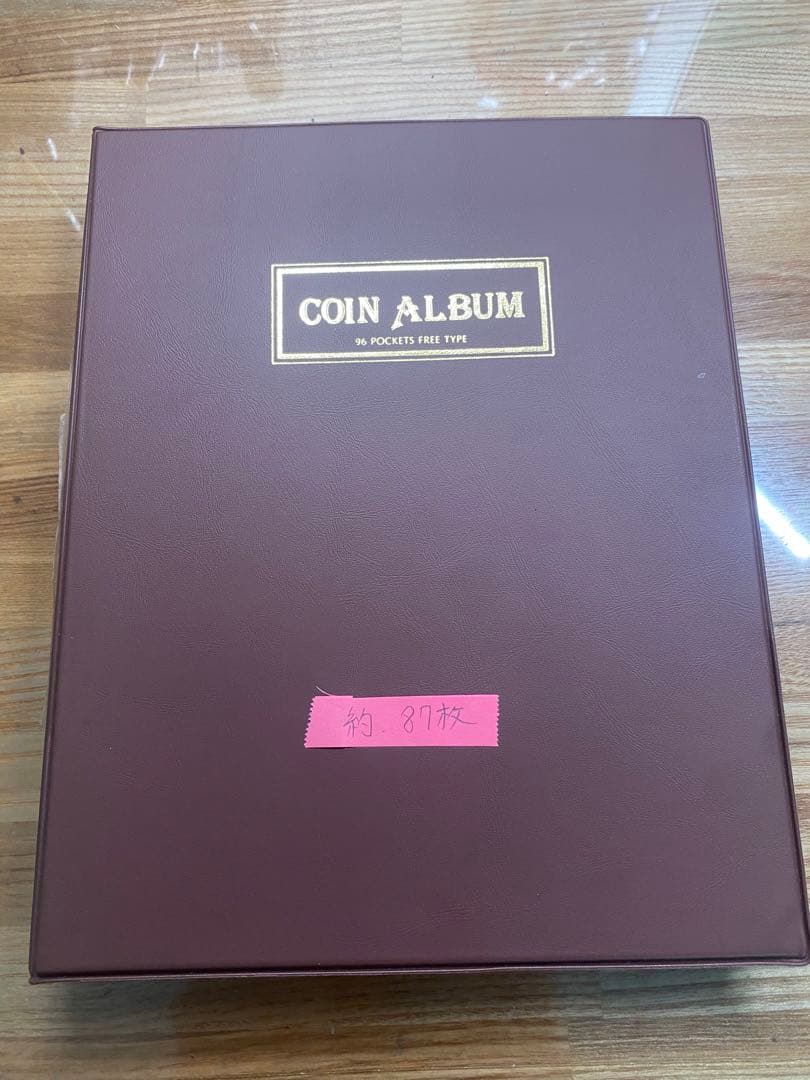 COIN ALBUM
96 POCKETS FREE TYPE
約. 87枚